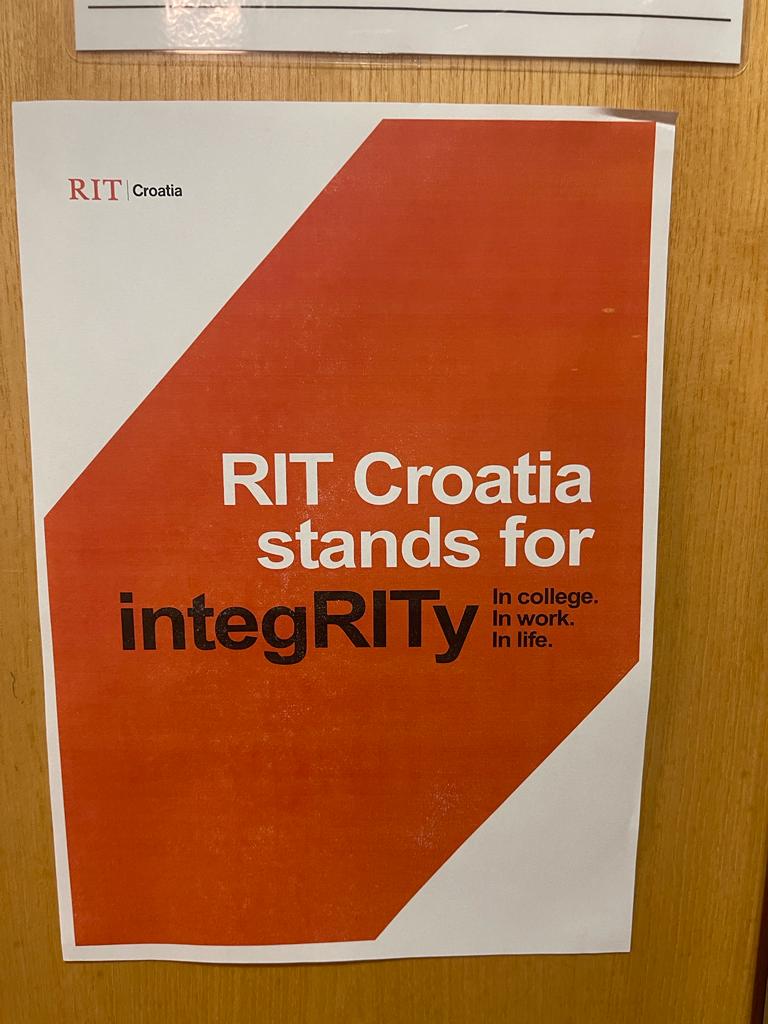 RIT | Croatia
RIT Croatia
stands for
integRITy
In college.
In work.
In life.